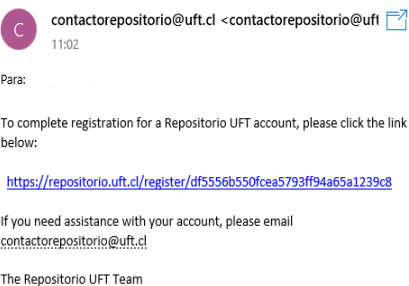 C
contactorepositorio@uft.cl <contactorepositorio@uft
11:02
Para:
To complete registration for a Repositorio UFT account, please click the link
below:
https://repositorio.uft.cl/register/df5556b550fcea5793ff94a65a1239c8
If you need assistance with your account, please email
contactorepositorio@uft.cl
The Repositorio UFT Team